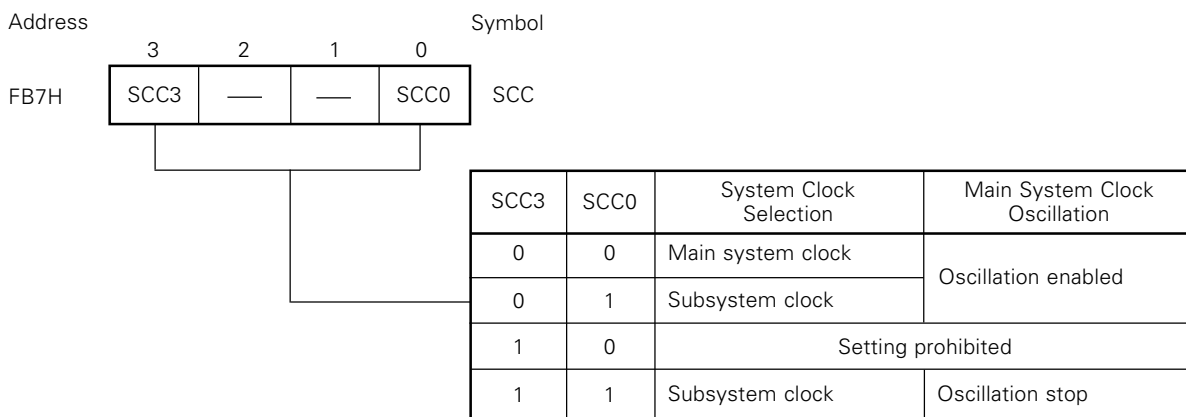 Address Symbol
3 2 1 0
FB7H SCC3 — — SCC0 SCC
SCC3 SCC0 System Clock Selection Main System Clock Oscillation
0 0 Main system clock Oscillation enabled
0 1 Subsystem clock
1 0 Setting prohibited
1 1 Subsystem clock Oscillation stop